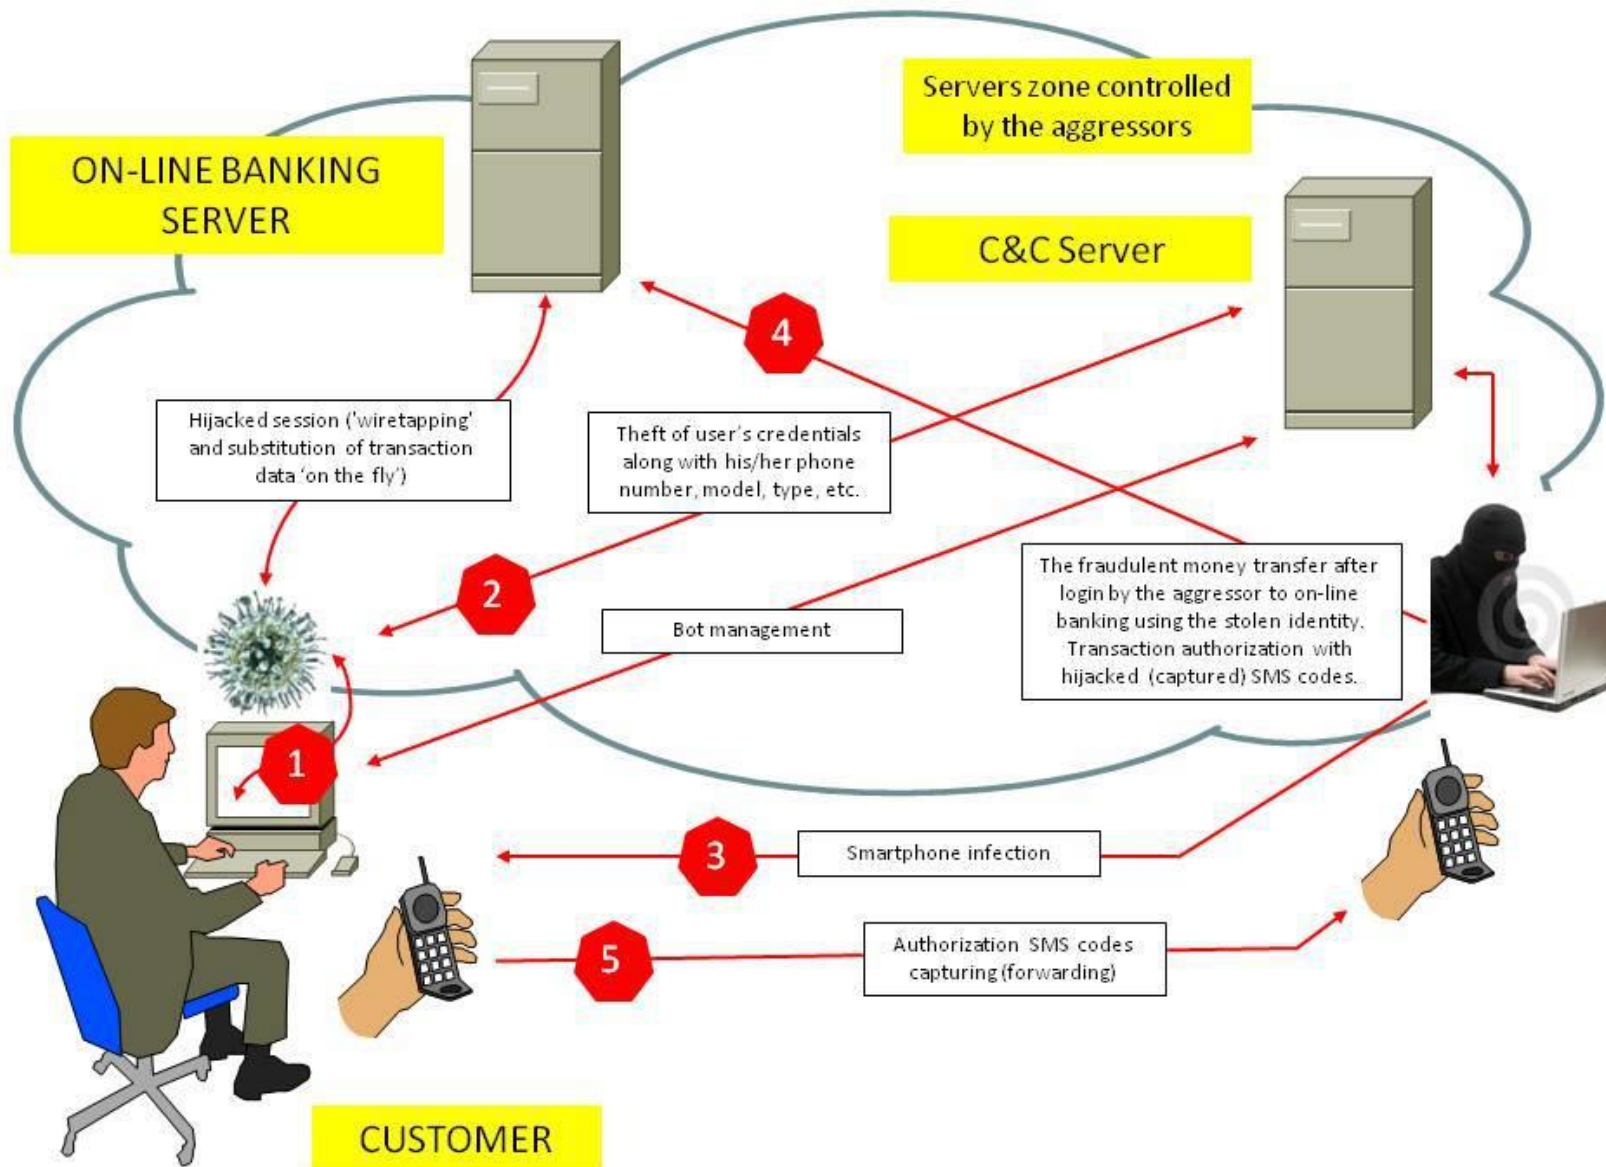 Servers zone controlled
by the aggressors
ON-LINE BANKING
SERVER
C&C Server
4
Hijacked session ('wiretapping'
and substitution of transaction
data ‘on the fly’)
Theft of user’s credentials
along with his/her phone
number, model, type, etc.
2
The fraudulent money transfer after
login by the aggressor to on-line
banking using the stolen identity.
Transaction authorization with
hijacked (captured) SMS codes.
Bot management
1
3
Smartphone infection
5
Authorization SMS codes
capturing (forwarding)
CUSTOMER